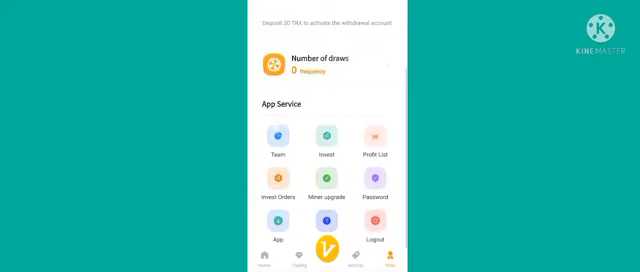 Deposit 20 TRX to activate the withdrawal account
Number of draws
0 frequency
App Service
Team
Invest
Profit List
Invest Orders
Miner upgrade
Password
App
Logout
Home
Trading
Activity
Mine
KINEMASTER